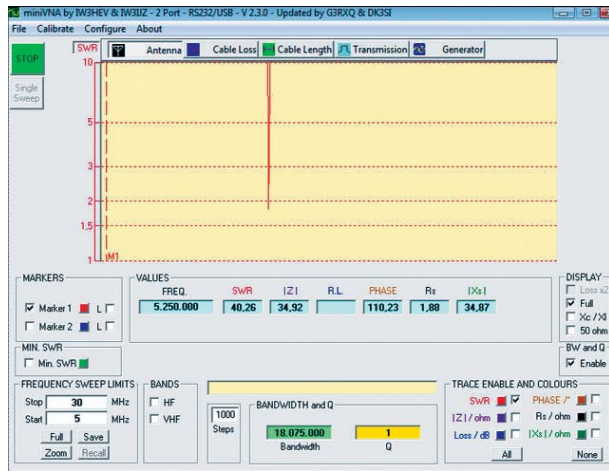 miniVNA by IW3HEV & IW3IJZ - 2 Port - RS232/USB - V 2.3.0 - Updated by G3RXQ & DK3SI
File Calibrate Configure About
STOP
Single Sweep
SWR
Antenna
Cable Loss
Cable Length
Transmission
Generator
10
5
3
2
1,5
1
M1
MARKERS
Marker 1 L
Marker 2 L
VALUES
FREQ. SWR |Z| R.L. PHASE Rs |Xs|
5.250.000 40,26 34,92 110,23 1,88 34,87
DISPLAY
Loss x2
Full
Xc / Xl
50 ohm
MIN. SWR
Min. SWR
BW and Q
Enable
FREQUENCY SWEEP LIMITS
Stop 30 MHz
Start 5 MHz
Full Save
Zoom Recall
BANDS
HF
VHF
1000
Steps
BANDWIDTH and Q
18.075.000 1
Bandwidth Q
TRACE ENABLE AND COLOURS
SWR PHASE /°
|Z| / ohm Rs / ohm
Loss / dB |Xs| / ohm
All None